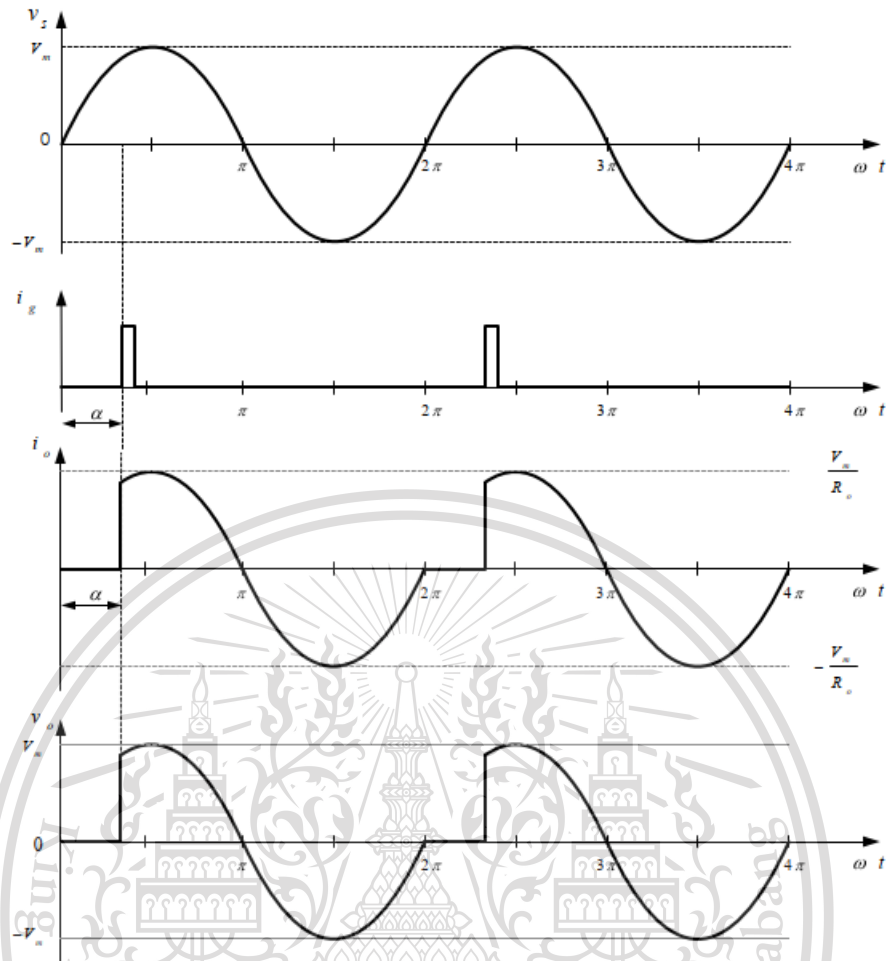 v_s
V_m
0
π 2π 3π 4π ω t
-V_m
i_g
α π 2π 3π 4π ω t
i_o
V_m
R_o
α π 2π 3π 4π ω t
- V_m
R_o
v_o
V_m
0
π 2π 3π 4π ω t
-V_m